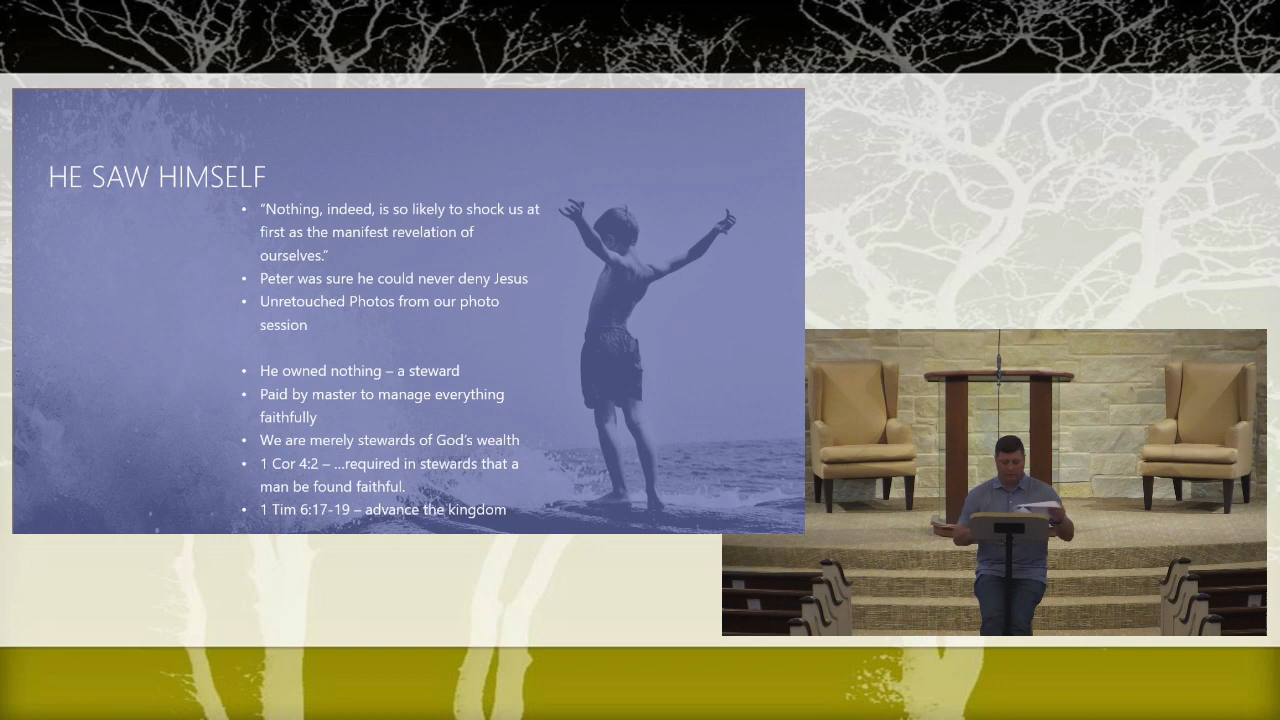 HE SAW HIMSELF
• “Nothing, indeed, is so likely to shock us at
first as the manifest revelation of
ourselves.”
• Peter was sure he could never deny Jesus
• Unretouched Photos from our photo
session
• He owned nothing – a steward
• Paid by master to manage everything
faithfully
• We are merely stewards of God’s wealth
• 1 Cor 4:2 – …required in stewards that a
man be found faithful.
• 1 Tim 6:17-19 – advance the kingdom